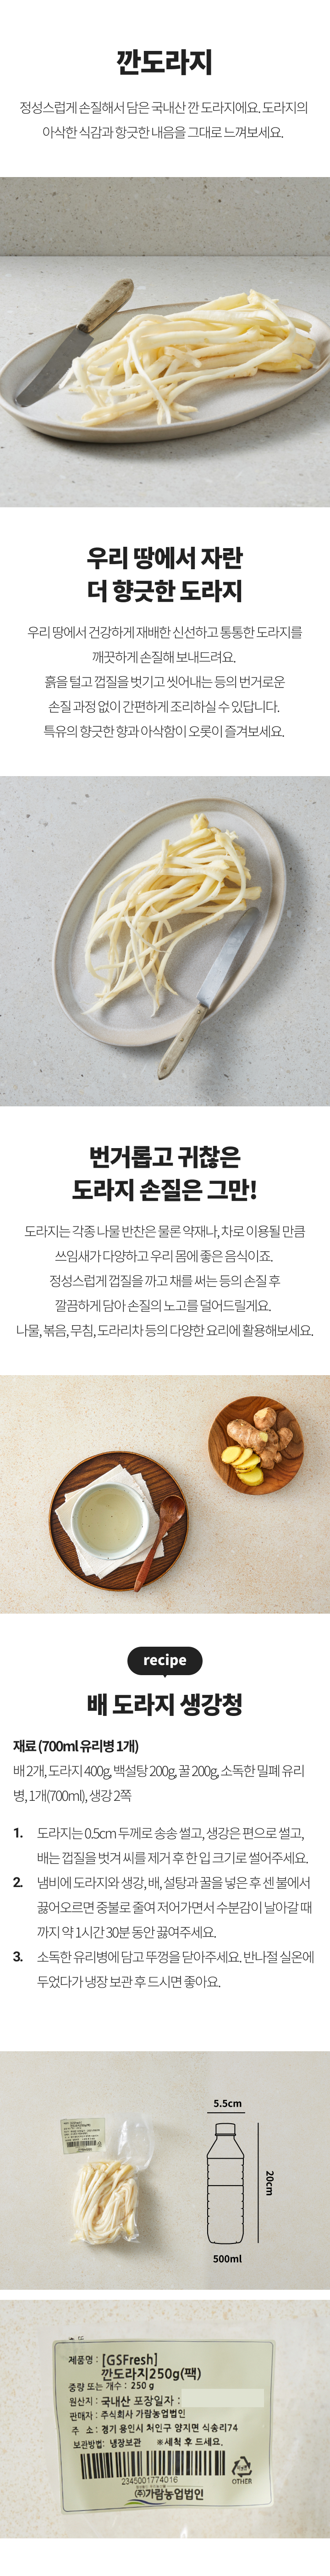 깐도라지
정성스럽게 손질해서 담은 국내산 깐 도라지에요. 도라지의
아삭한 식감과 향긋한 내음을 그대로 느껴보세요.
우리 땅에서 자란
더 향긋한 도라지
우리 땅에서 건강하게 재배한 신선하고 통통한 도라지를
깨끗하게 손질해 보내드려요.
흙을 털고 껍질을 벗기고 씻어내는 등의 번거로운
손질 과정 없이 간편하게 조리하실 수 있답니다.
특유의 향긋한 향과 아삭함이 오롯이 즐겨보세요.
번거롭고 귀찮은
도라지 손질은 그만!
도라지는 각종 나물 반찬은 물론 약재나, 차로 이용될 만큼
쓰임새가 다양하고 우리 몸에 좋은 음식이죠.
정성스럽게 껍질을 까고 채를 써는 등의 손질 후
깔끔하게 담아 손질의 노고를 덜어드릴게요.
나물, 볶음, 무침, 도라리차 등의 다양한 요리에 활용해보세요.
recipe
배 도라지 생강청
재료 (700ml 유리병 1개)
배 2개, 도라지 400g, 백설탕 200g, 꿀 200g, 소독한 밀폐 유리
병, 1개(700ml), 생강 2쪽
1. 도라지는 0.5cm 두께로 송송 썰고, 생강은 편으로 썰고,
배는 껍질을 벗겨 씨를 제거 후 한 입 크기로 썰어주세요.
2. 냄비에 도라지와 생강, 배, 설탕과 꿀을 넣은 후 센 불에서
끓어오르면 중불로 줄여 저어가면서 수분감이 날아갈 때
까지 약 1시간 30분 동안 끓여주세요.
3. 소독한 유리병에 담고 뚜껑을 닫아주세요. 반나절 실온에
두었다가 냉장 보관 후 드시면 좋아요.
5.5cm
20cm
500ml
제품명 : [GSFresh]
깐도라지250g(팩)
중량 또는 개수 : 250 g
원산지 : 국내산 포장일자 :
판매자 : 주식회사 가람농업법인
주 소 : 경기 용인시 처인구 양지면 식송리74
보관방법: 냉장보관 ※세척 후 드세요.
2345001774016
(주)가람농업법인
OTHER